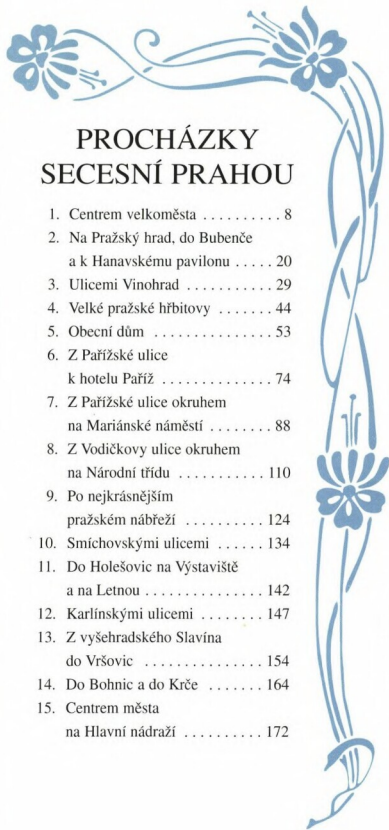 PROCHÁZKY
SECESNÍ PRAHOU
1. Centrem velkoměsta . . . . . . . . . . 8
2. Na Pražský hrad, do Bubenče
a k Hanavskému pavilonu . . . . . 20
3. Ulicemi Vinohrad . . . . . . . . . . . . 29
4. Velké pražské hřbitovy . . . . . . . . 44
5. Obecní dům . . . . . . . . . . . . . . . . 53
6. Z Pařížské ulice
k hotelu Paříž . . . . . . . . . . . . . . 74
7. Z Pařížské ulice okruhem
na Mariánské náměstí . . . . . . . . 88
8. Z Vodičkovy ulice okruhem
na Národní třídu . . . . . . . . . . . 110
9. Po nejkrásnějším
pražském nábřeží . . . . . . . . . . 124
10. Smíchovskými ulicemi . . . . . . 134
11. Do Holešovic na Výstaviště
a na Letnou . . . . . . . . . . . . . . . 142
12. Karlínskými ulicemi . . . . . . . . 147
13. Z vyšehradského Slavína
do Vršovic . . . . . . . . . . . . . . . 154
14. Do Bohnic a do Krče . . . . . . . 164
15. Centrem města
na Hlavní nádraží . . . . . . . . . . 172